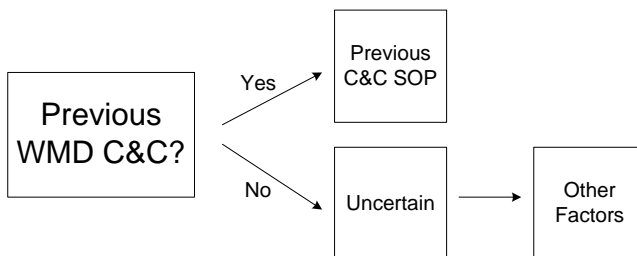 Previous
WMD C&C?
Yes
Previous
C&C SOP
No
Uncertain
Other
Factors